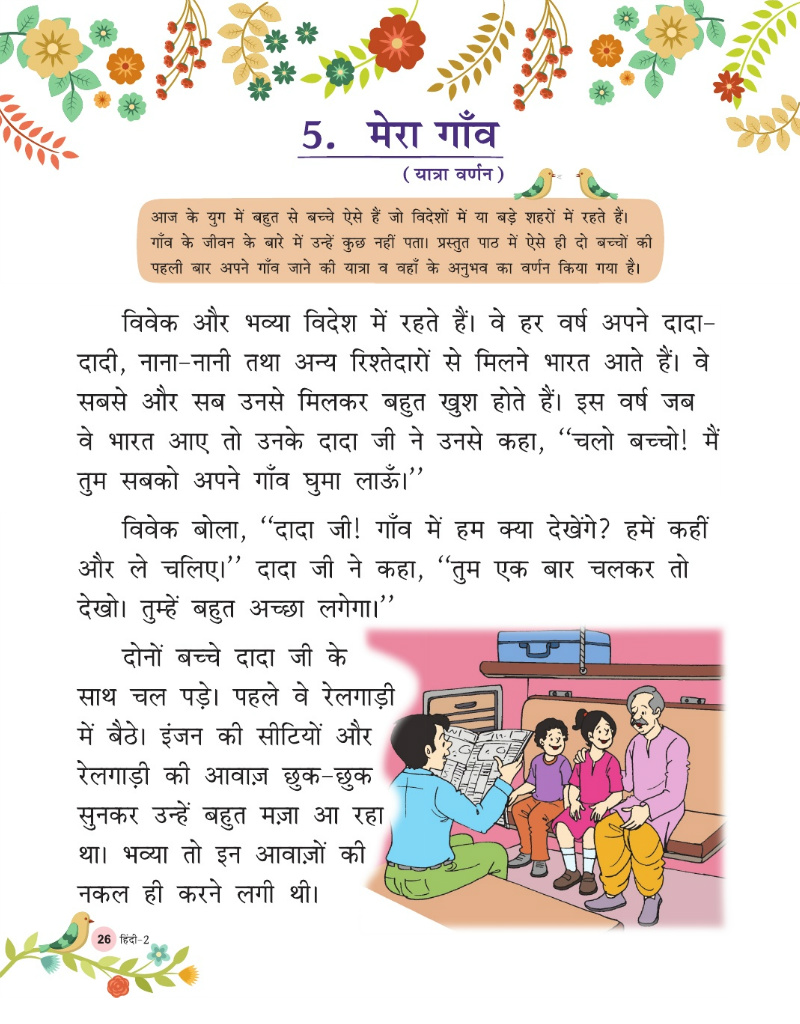 5. मेरा गाँव
(यात्रा वर्णन)
आज के युग में बहुत से बच्चे ऐसे हैं जो विदेशों में या बड़े शहरों में रहते हैं।
गाँव के जीवन के बारे में उन्हें कुछ नहीं पता। प्रस्तुत पाठ में ऐसे ही दो बच्चों की
पहली बार अपने गाँव जाने की यात्रा व वहाँ के अनुभव का वर्णन किया गया है।
विवेक और भव्या विदेश में रहते हैं। वे हर वर्ष अपने दादा-
दादी, नाना-नानी तथा अन्य रिश्तेदारों से मिलने भारत आते हैं। वे
सबसे और सब उनसे मिलकर बहुत खुश होते हैं। इस वर्ष जब
वे भारत आए तो उनके दादा जी ने उनसे कहा, ‘‘चलो बच्चो! मैं
तुम सबको अपने गाँव घुमा लाऊँ।’’
विवेक बोला, ‘‘दादा जी! गाँव में हम क्या देखेंगे? हमें कहीं
और ले चलिए।’’ दादा जी ने कहा, ‘‘तुम एक बार चलकर तो
देखो। तुम्हें बहुत अच्छा लगेगा।’’
दोनों बच्चे दादा जी के
साथ चल पड़े। पहले वे रेलगाड़ी
में बैठे। इंजन की सीटियों और
रेलगाड़ी की आवाज़ छुक-छुक
सुनकर उन्हें बहुत मज़ा आ रहा
था। भव्या तो इन आवाज़ों की
नकल ही करने लगी थी।
26 हिंदी-2